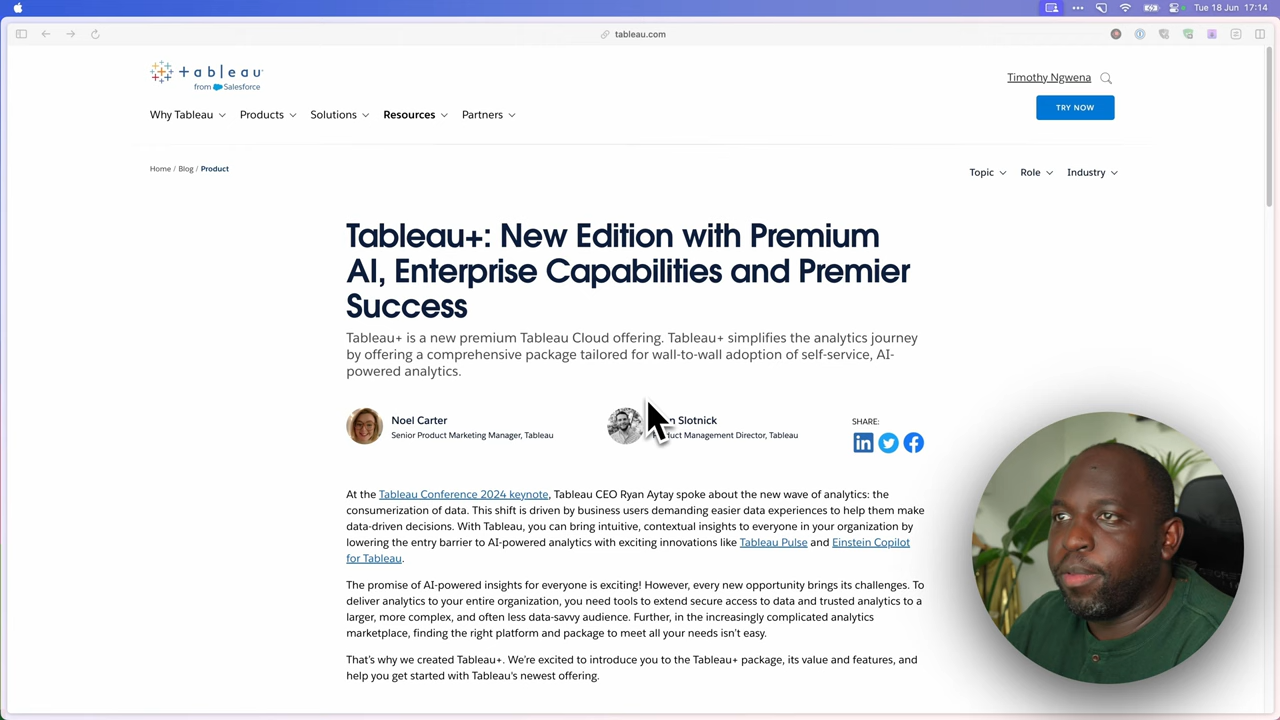 Tue 18 Jun 17:14
tableau.com
+ a b l e a u
from Salesforce
Timothy Ngwena
TRY NOW
Why Tableau Products Solutions Resources Partners
Home / Blog / Product
Topic Role Industry
Tableau+: New Edition with Premium
AI, Enterprise Capabilities and Premier
Success
Tableau+ is a new premium Tableau Cloud offering. Tableau+ simplifies the analytics journey
by offering a comprehensive package tailored for wall-to-wall adoption of self-service, AI-
powered analytics.
Noel Carter
Senior Product Marketing Manager, Tableau
Slotnick
Management Director, Tableau
SHARE:
At the Tableau Conference 2024 keynote, Tableau CEO Ryan Aytay spoke about the new wave of analytics: the
consumerization of data. This shift is driven by business users demanding easier data experiences to help them make
data-driven decisions. With Tableau, you can bring intuitive, contextual insights to everyone in your organization by
lowering the entry barrier to AI-powered analytics with exciting innovations like Tableau Pulse and Einstein Copilot
for Tableau.
The promise of AI-powered insights for everyone is exciting! However, every new opportunity brings its challenges. To
deliver analytics to your entire organization, you need tools to extend secure access to data and trusted analytics to a
larger, more complex, and often less data-savvy audience. Further, in the increasingly complicated analytics
marketplace, finding the right platform and package to meet all your needs isn't easy.
That's why we created Tableau+. We're excited to introduce you to the Tableau+ package, its value and features, and
help you get started with Tableau's newest offering.